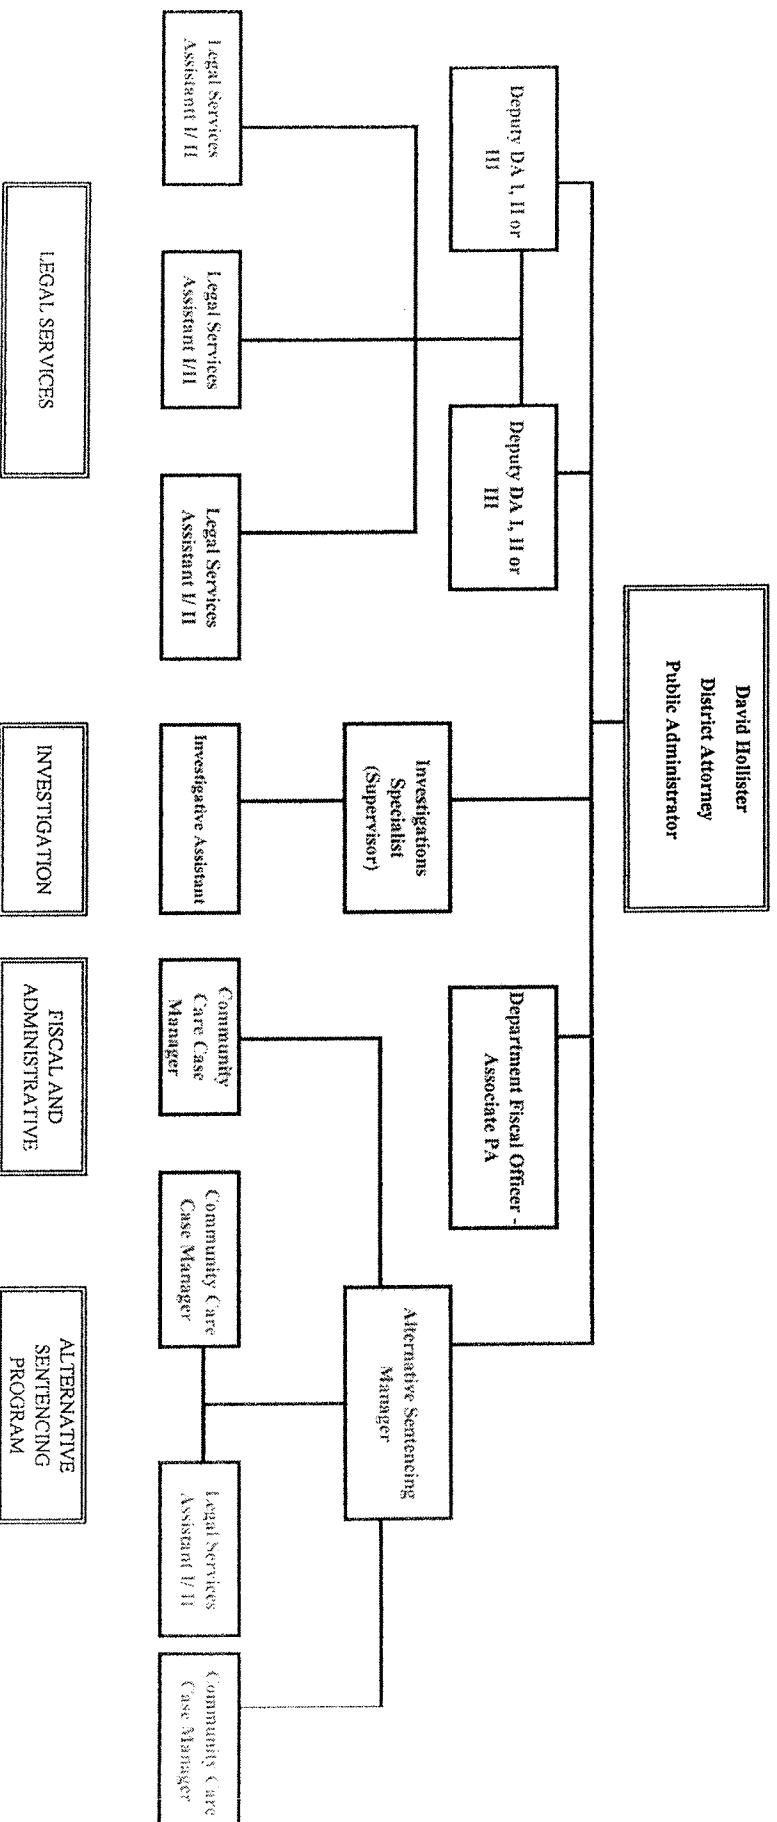 David Hollister
District Attorney
Public Administrator
Deputy DA I, II or
III
Deputy DA I, II or
III
Department Fiscal Officer -
Associate PA
Investigations
Specialist
(Supervisor)
Alternative Sentencing
Manager
Legal Services
Assistant I/ II
Legal Services
Assistant I/II
Legal Services
Assistant I/ II
Investigative Assistant
Community
Care Case
Manager
Community Care
Case Manager
Legal Services
Assistant I/ II
Community Care
Case Manager
LEGAL SERVICES
INVESTIGATION
FISCAL AND
ADMINISTRATIVE
ALTERNATIVE
SENTENCING
PROGRAM